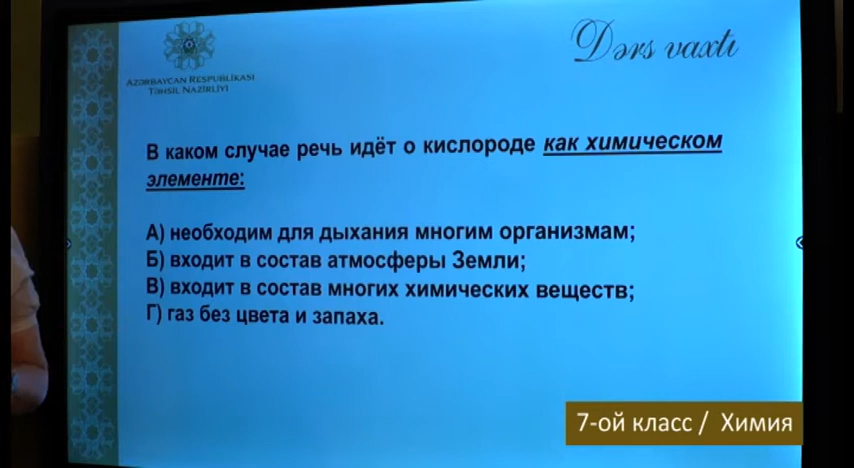 Dərs vaxtı
AZƏRBAYCAN RESPUBLİKASI
TƏHSİL NAZİRLİYİ
В каком случае речь идёт о кислороде как химическом
элементе:
А) необходим для дыхания многим организмам;
Б) входит в состав атмосферы Земли;
В) входит в состав многих химических веществ;
Г) газ без цвета и запаха.
7-ой класс / Химия